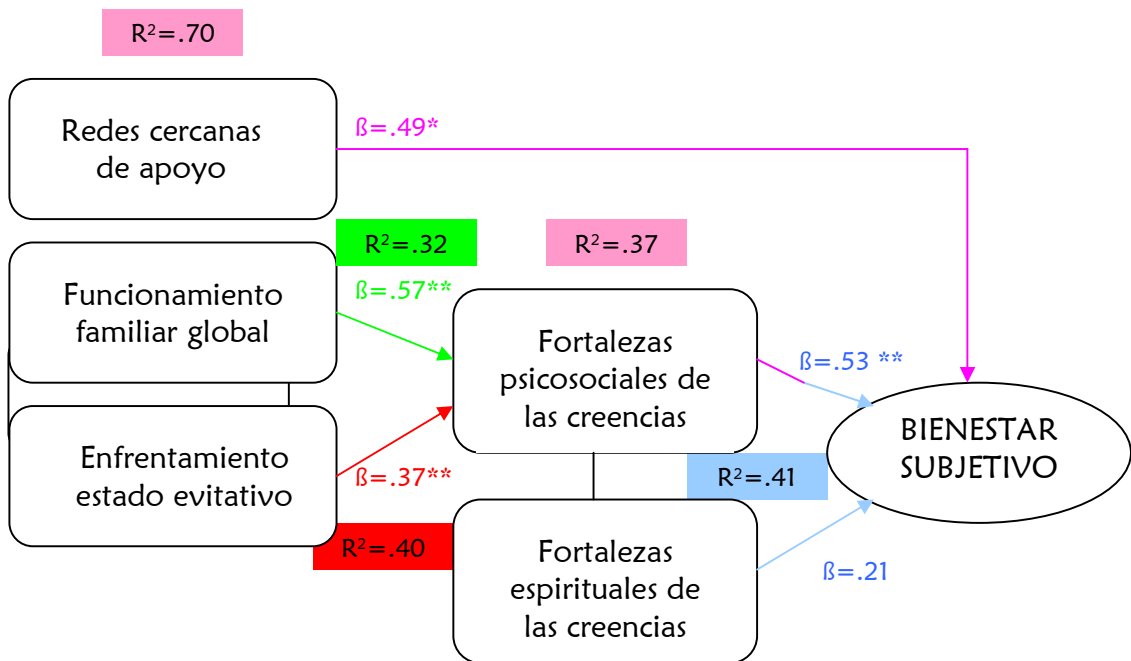 R²=.70
Redes cercanas
de apoyo
ß=.49*
R²=.32
R²=.37
Funcionamiento
familiar global
ß=.57**
Fortalezas
psicosociales de
las creencias
ß=.53 **
BIENESTAR
SUBJETIVO
Enfrentamiento
estado evitativo
ß=.37**
R²=.41
R²=.40
Fortalezas
espirituales de
las creencias
ß=.21